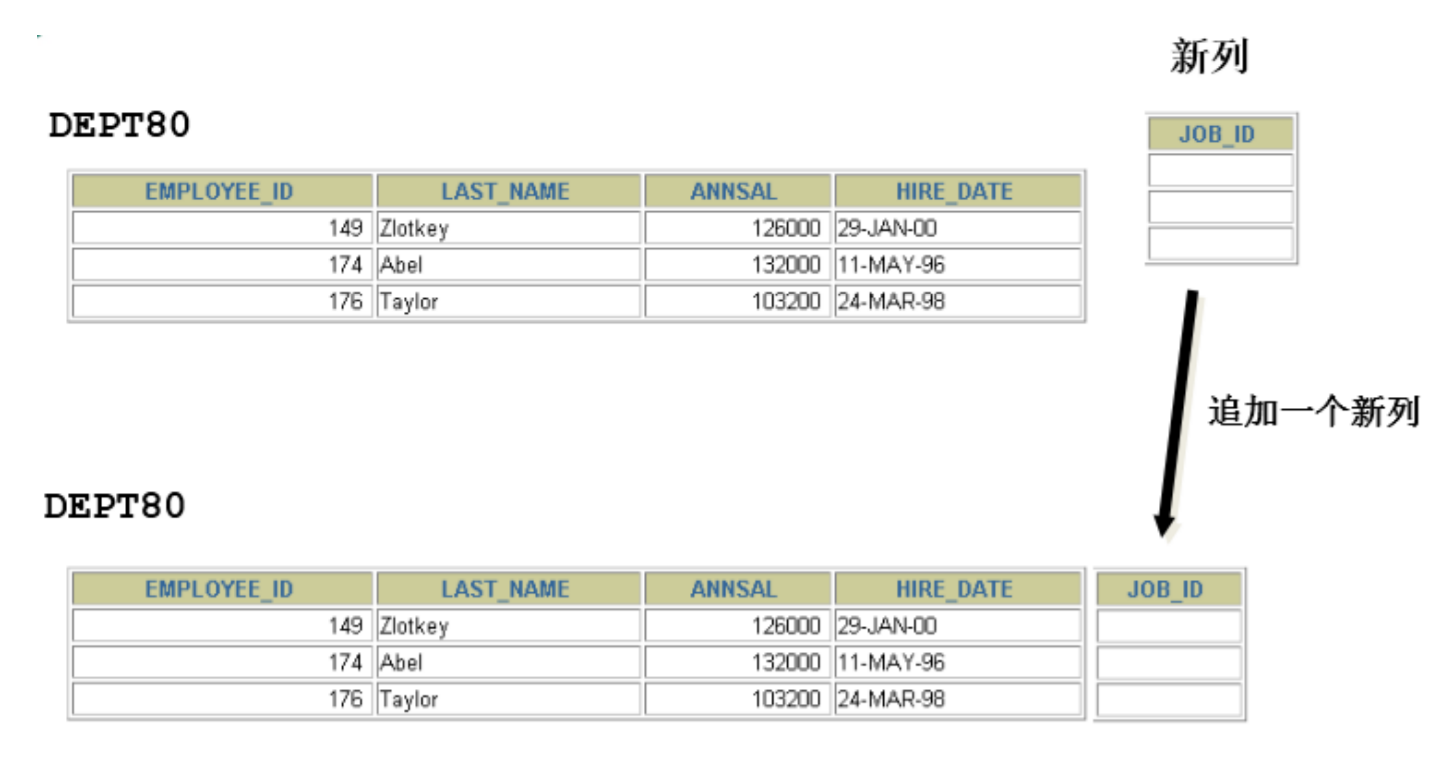 新列
DEPT80
JOB_ID
EMPLOYEE_ID LAST_NAME ANNSAL HIRE_DATE
149 Zlotkey 126000 29-JAN-00
174 Abel 132000 11-MAY-96
176 Taylor 103200 24-MAR-98
追加一个新列
DEPT80
EMPLOYEE_ID LAST_NAME ANNSAL HIRE_DATE JOB_ID
149 Zlotkey 126000 29-JAN-00
174 Abel 132000 11-MAY-96
176 Taylor 103200 24-MAR-98